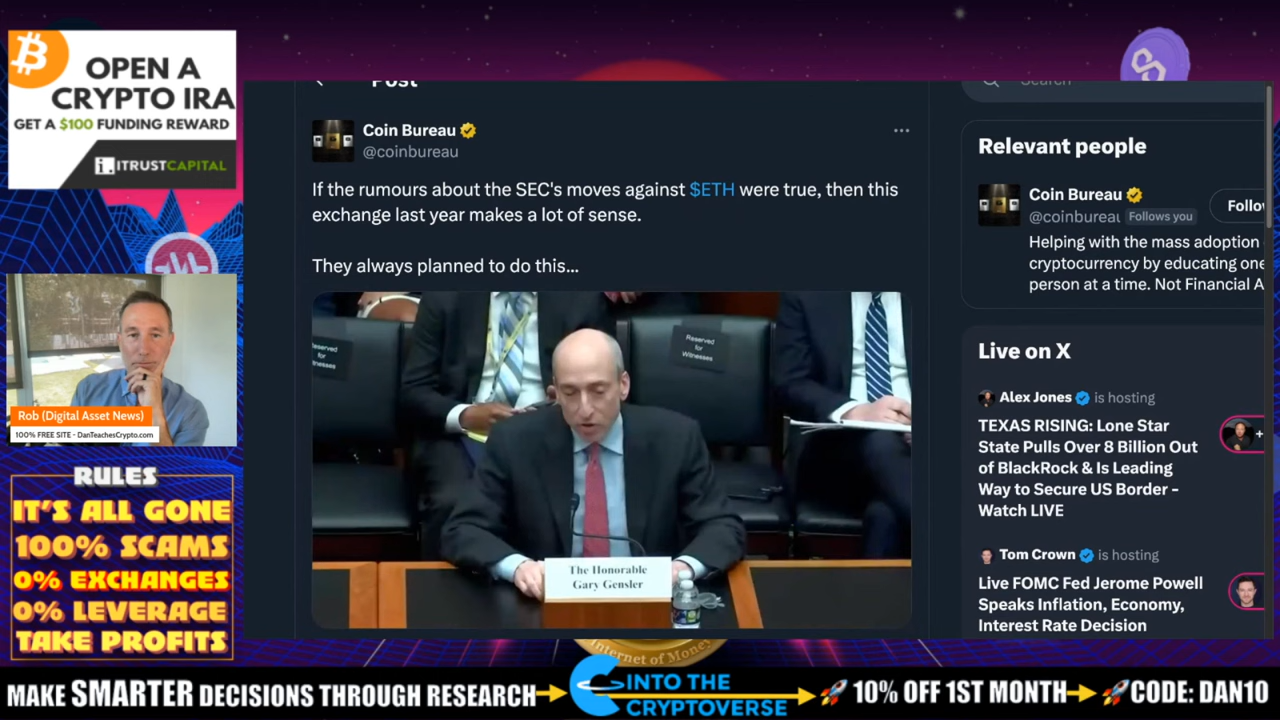 OPEN A
CRYPTO IRA
GET A $100 FUNDING REWARD
i. ITRUSTCAPITAL
Rob (Digital Asset News)
100% FREE SITE - DanTeachesCrypto.com
RULES
IT'S ALL GONE
100% SCAMS
0% EXCHANGES
0% LEVERAGE
TAKE PROFITS
Post
Coin Bureau
@coinbureau
If the rumours about the SEC's moves against $ETH were true, then this
exchange last year makes a lot of sense.
They always planned to do this...
Reserved
for
Witnesses
Reserved
for
Witnesses
The Honorable
Gary Gensler
Search
Relevant people
Coin Bureau
@coinbureau Follows you
Follow
Helping with the mass adoption
cryptocurrency by educating one
person at a time. Not Financial A
Live on X
Alex Jones is hosting
TEXAS RISING: Lone Star
State Pulls Over 8 Billion Out
of BlackRock & Is Leading
Way to Secure US Border -
Watch LIVE
Tom Crown is hosting
Live FOMC Fed Jerome Powell
Speaks Inflation, Economy,
Interest Rate Decision
Internet of Money
MAKE SMARTER DECISIONS THROUGH RESEARCH
INTO THE
CRYPTOVERSE
10% OFF 1ST MONTH
CODE: DAN10